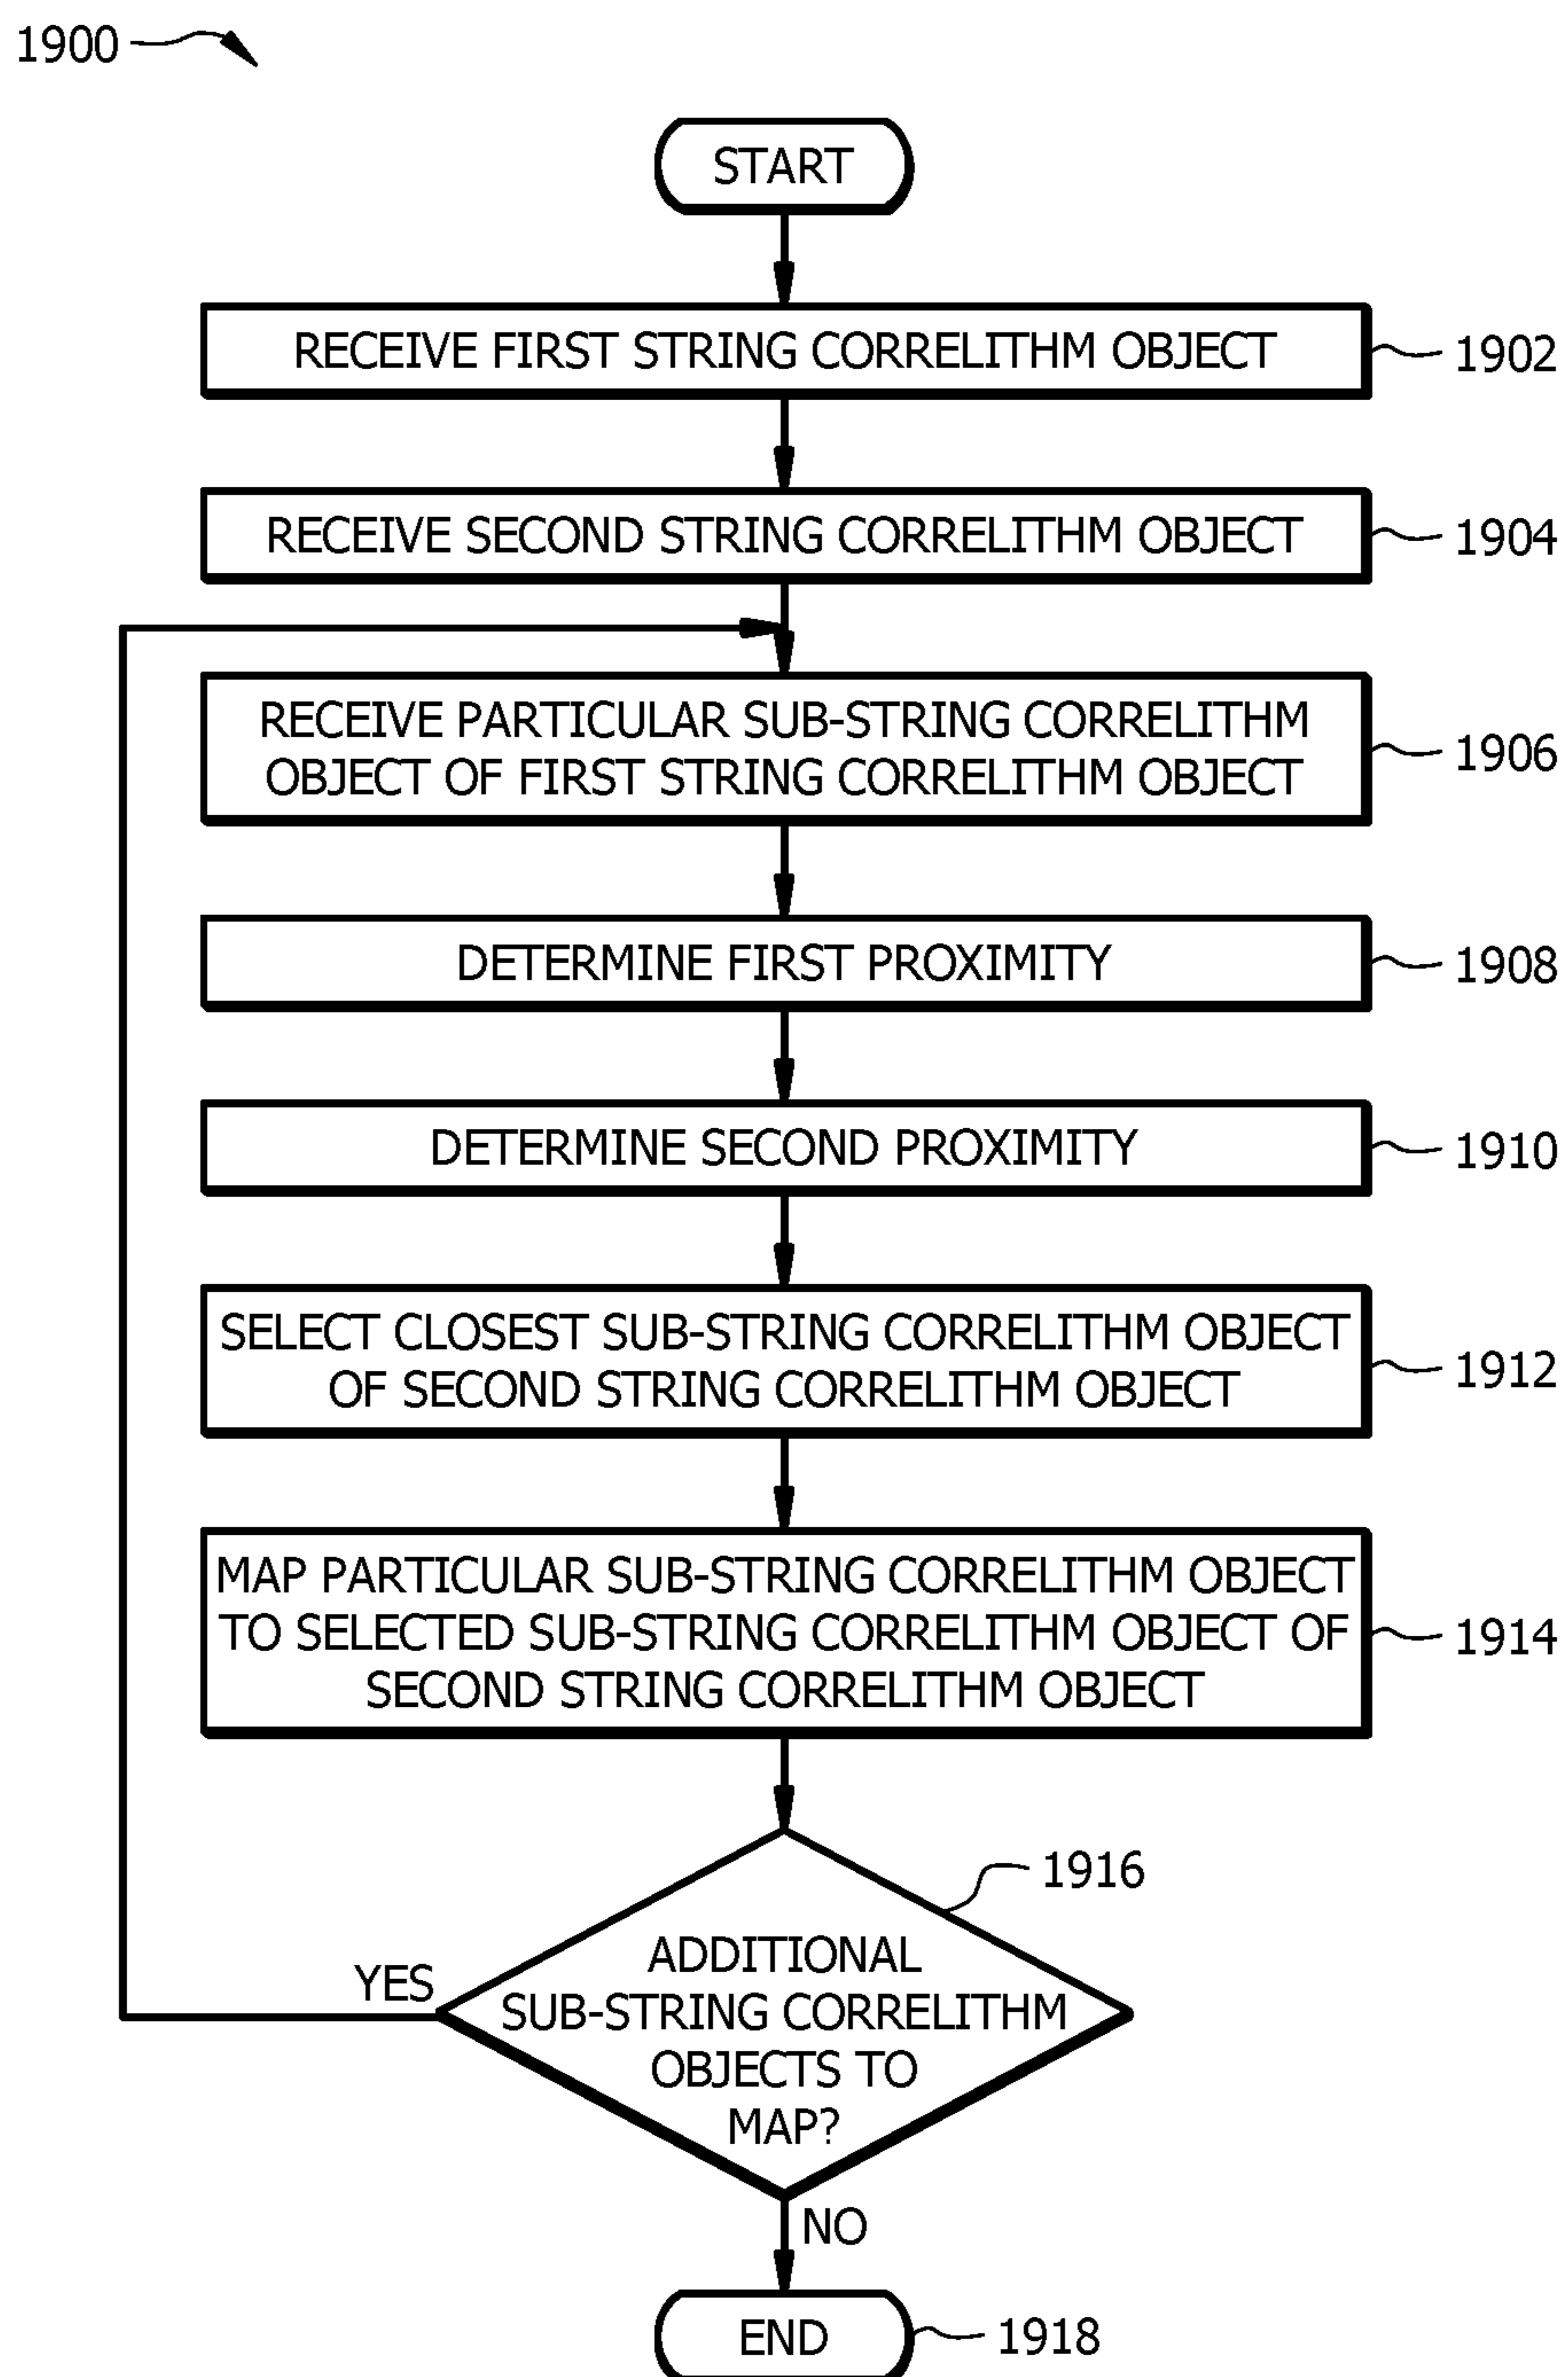 1900
START
RECEIVE FIRST STRING CORRELITHM OBJECT
1902
RECEIVE SECOND STRING CORRELITHM OBJECT
1904
RECEIVE PARTICULAR SUB-STRING CORRELITHM
OBJECT OF FIRST STRING CORRELITHM OBJECT
1906
DETERMINE FIRST PROXIMITY
1908
DETERMINE SECOND PROXIMITY
1910
SELECT CLOSEST SUB-STRING CORRELITHM OBJECT
OF SECOND STRING CORRELITHM OBJECT
1912
MAP PARTICULAR SUB-STRING CORRELITHM OBJECT
TO SELECTED SUB-STRING CORRELITHM OBJECT OF
SECOND STRING CORRELITHM OBJECT
1914
1916
ADDITIONAL
SUB-STRING CORRELITHM
OBJECTS TO
MAP?
YES
NO
END
1918